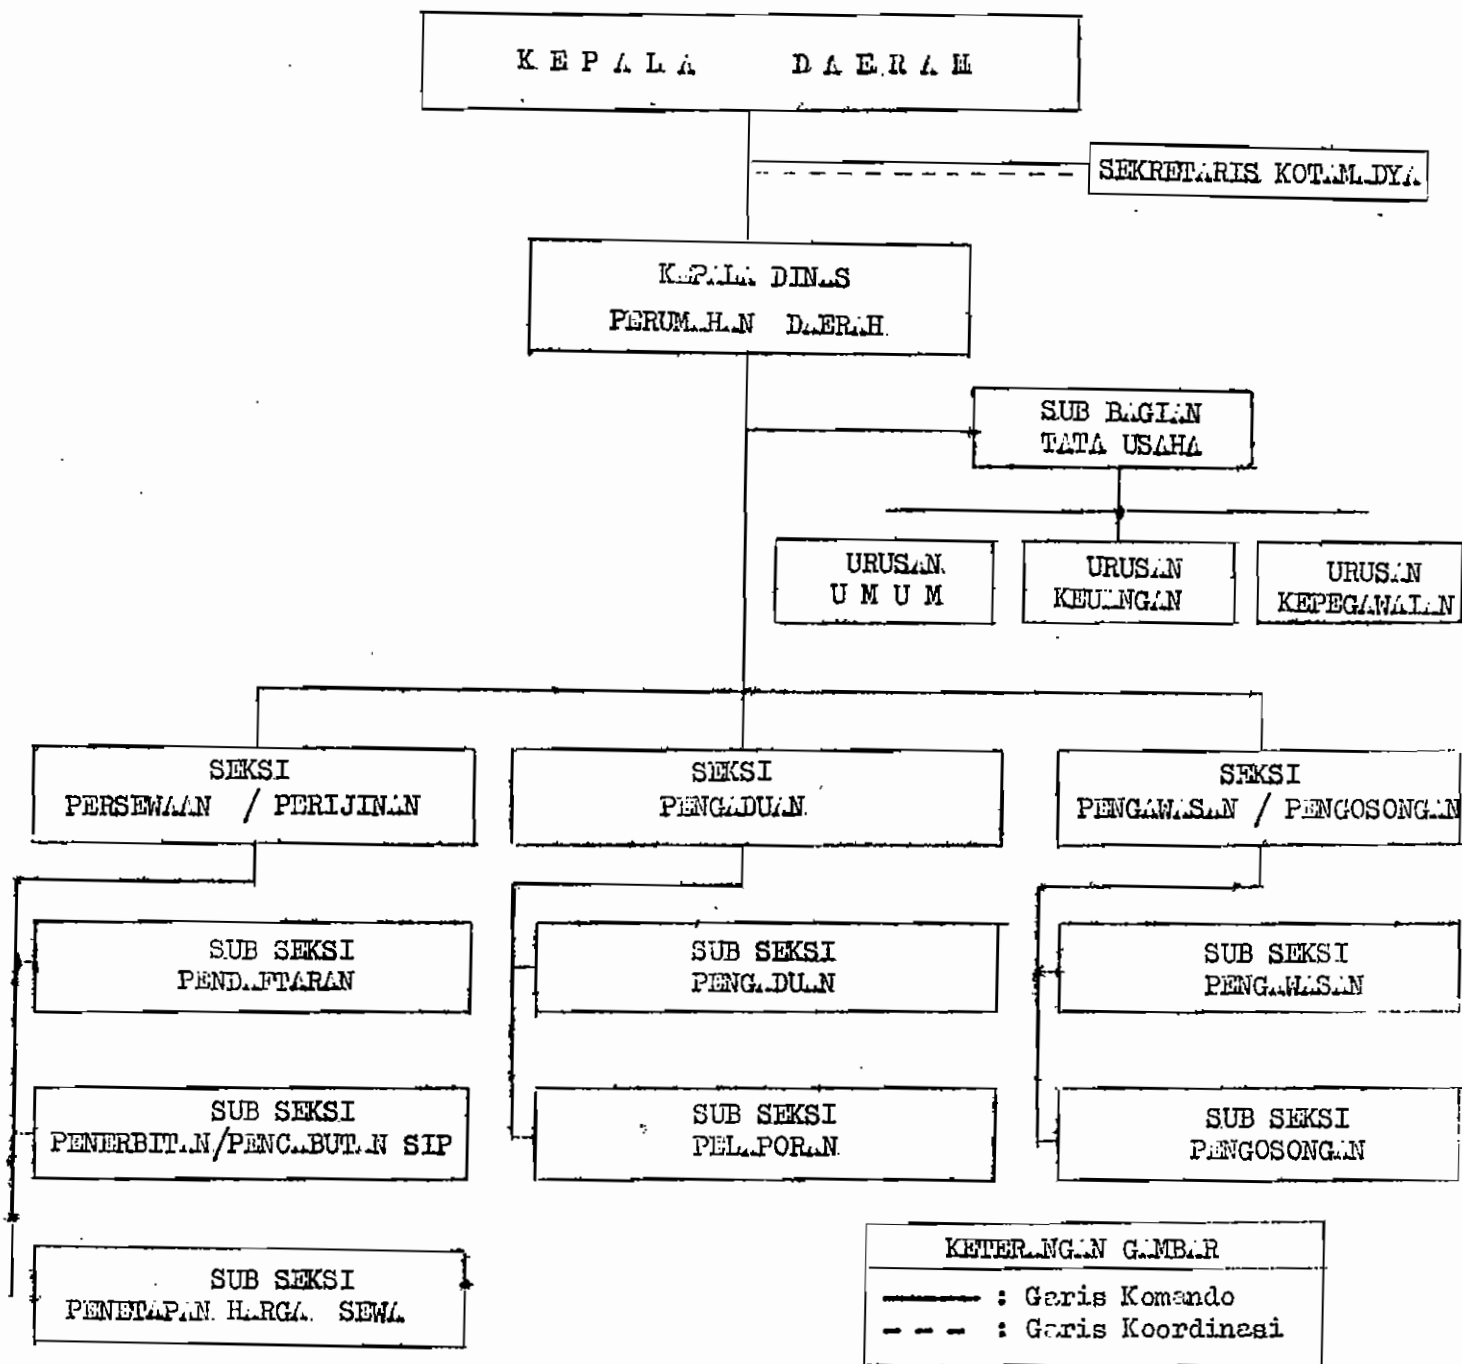 KEPALA DAERAH
SEKRETARIS KOTAMADYA
KEPALA DINAS
PERUMAHAN DAERAH
SUB BAGIAN
TATA USAHA
URUSAN
UMUM
URUSAN
KEUANGAN
URUSAN
KEPEGAWAIAN
SEKSI
PERSEWAAN / PERIJINAN
SEKSI
PENGADUAN
SEKSI
PENGAWASAN / PENGOSONGAN
SUB SEKSI
PENDAFTARAN
SUB SEKSI
PENGADUAN
SUB SEKSI
PENGAWASAN
SUB SEKSI
PENERBITAN/PENCABUTAN SIP
SUB SEKSI
PELAPORAN
SUB SEKSI
PENGOSONGAN
SUB SEKSI
PENETAPAN HARGA SEWA
KETERANGAN GAMBAR
: Garis Komando
: Garis Koordinasi